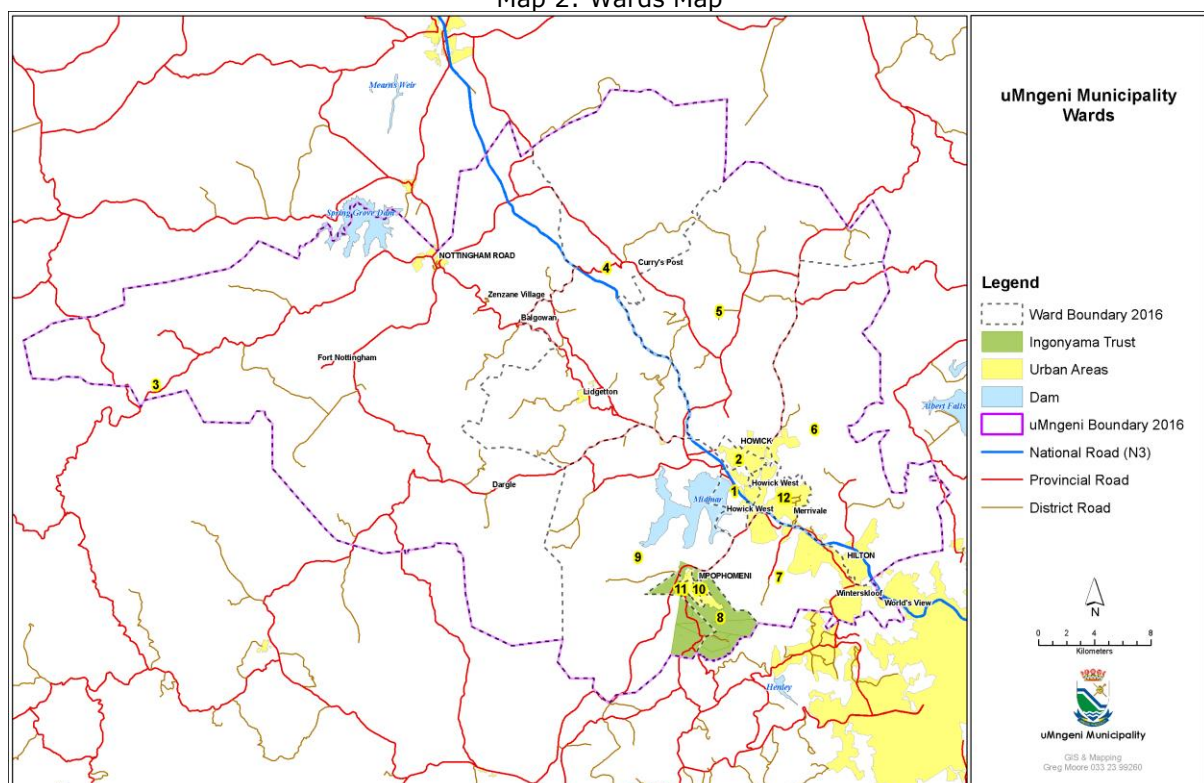 Map 2: Wards Map
Mearns Weir
Spring Grove Dam
NOTTINGHAM ROAD
4
Curry's Post
Zenzane Village
5
Balgowan
Fort Nottingham
3
Lidgetton
Albert Falls
6
HOWICK
2
Dargle
Howick West
Midmar
1
12
Howick West
Merrivale
9
HILTON
MPOPHOMENI
7
11
10
Winterskloof
World's View
8
Henley
uMngeni Municipality
Wards
Legend
Ward Boundary 2016
Ingonyama Trust
Urban Areas
Dam
uMngeni Boundary 2016
National Road (N3)
Provincial Road
District Road
N
0 2 4 8
Kilometers
uMngeni Municipality
GIS & Mapping
Greg Moore 033 23 99260